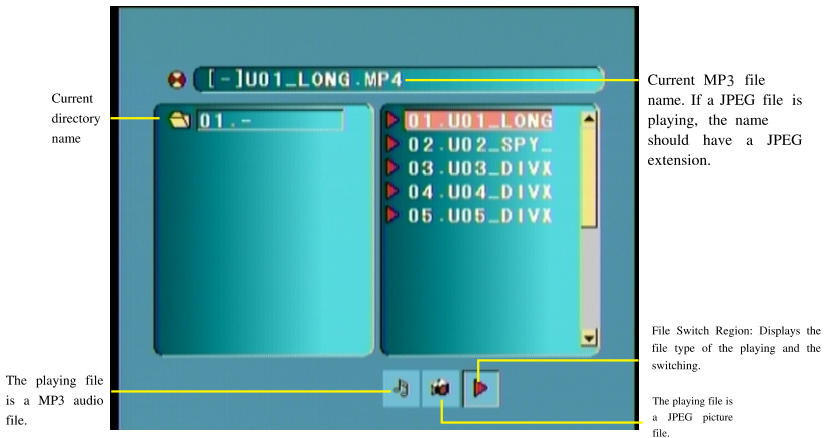 [-]U01_LONG.MP4
Current
directory
name
01.-
01.U01_LONG
02.U02_SPY_
03.U03_DIVX
04.U04_DIVX
05.U05_DIVX
Current MP3 file
name. If a JPEG file is
playing, the name
should have a JPEG
extension.
File Switch Region: Displays the
file type of the playing and the
switching.
The playing file
is a MP3 audio
file.
The playing file is
a JPEG picture
file.